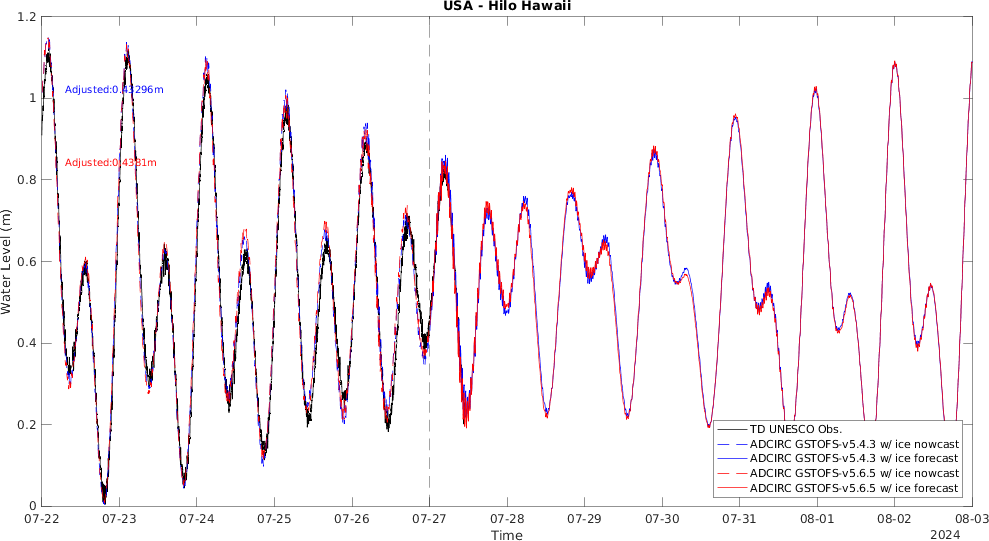 USA - Hilo Hawaii
1.2
1
0.8
0.6
0.4
0.2
0
Water Level (m)
Adjusted:0.43296m
Adjusted:0.4381m
TD UNESCO Obs.
ADCIRC GSTOFS-v5.4.3 w/ ice nowcast
ADCIRC GSTOFS-v5.4.3 w/ ice forecast
ADCIRC GSTOFS-v5.6.5 w/ ice nowcast
ADCIRC GSTOFS-v5.6.5 w/ ice forecast
07-22 07-23 07-24 07-25 07-26 07-27 07-28 07-29 07-30 07-31 08-01 08-02 08-03
Time
2024